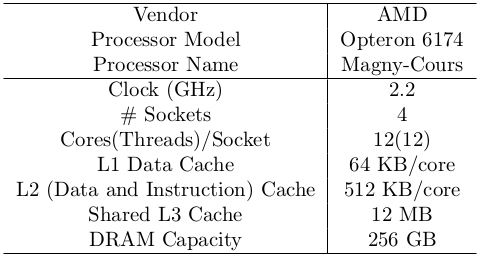 Vendor AMD
Processor Model Opteron 6174
Processor Name Magny-Cours
Clock (GHz) 2.2
# Sockets 4
Cores(Threads)/Socket 12(12)
L1 Data Cache 64 KB/core
L2 (Data and Instruction) Cache 512 KB/core
Shared L3 Cache 12 MB
DRAM Capacity 256 GB